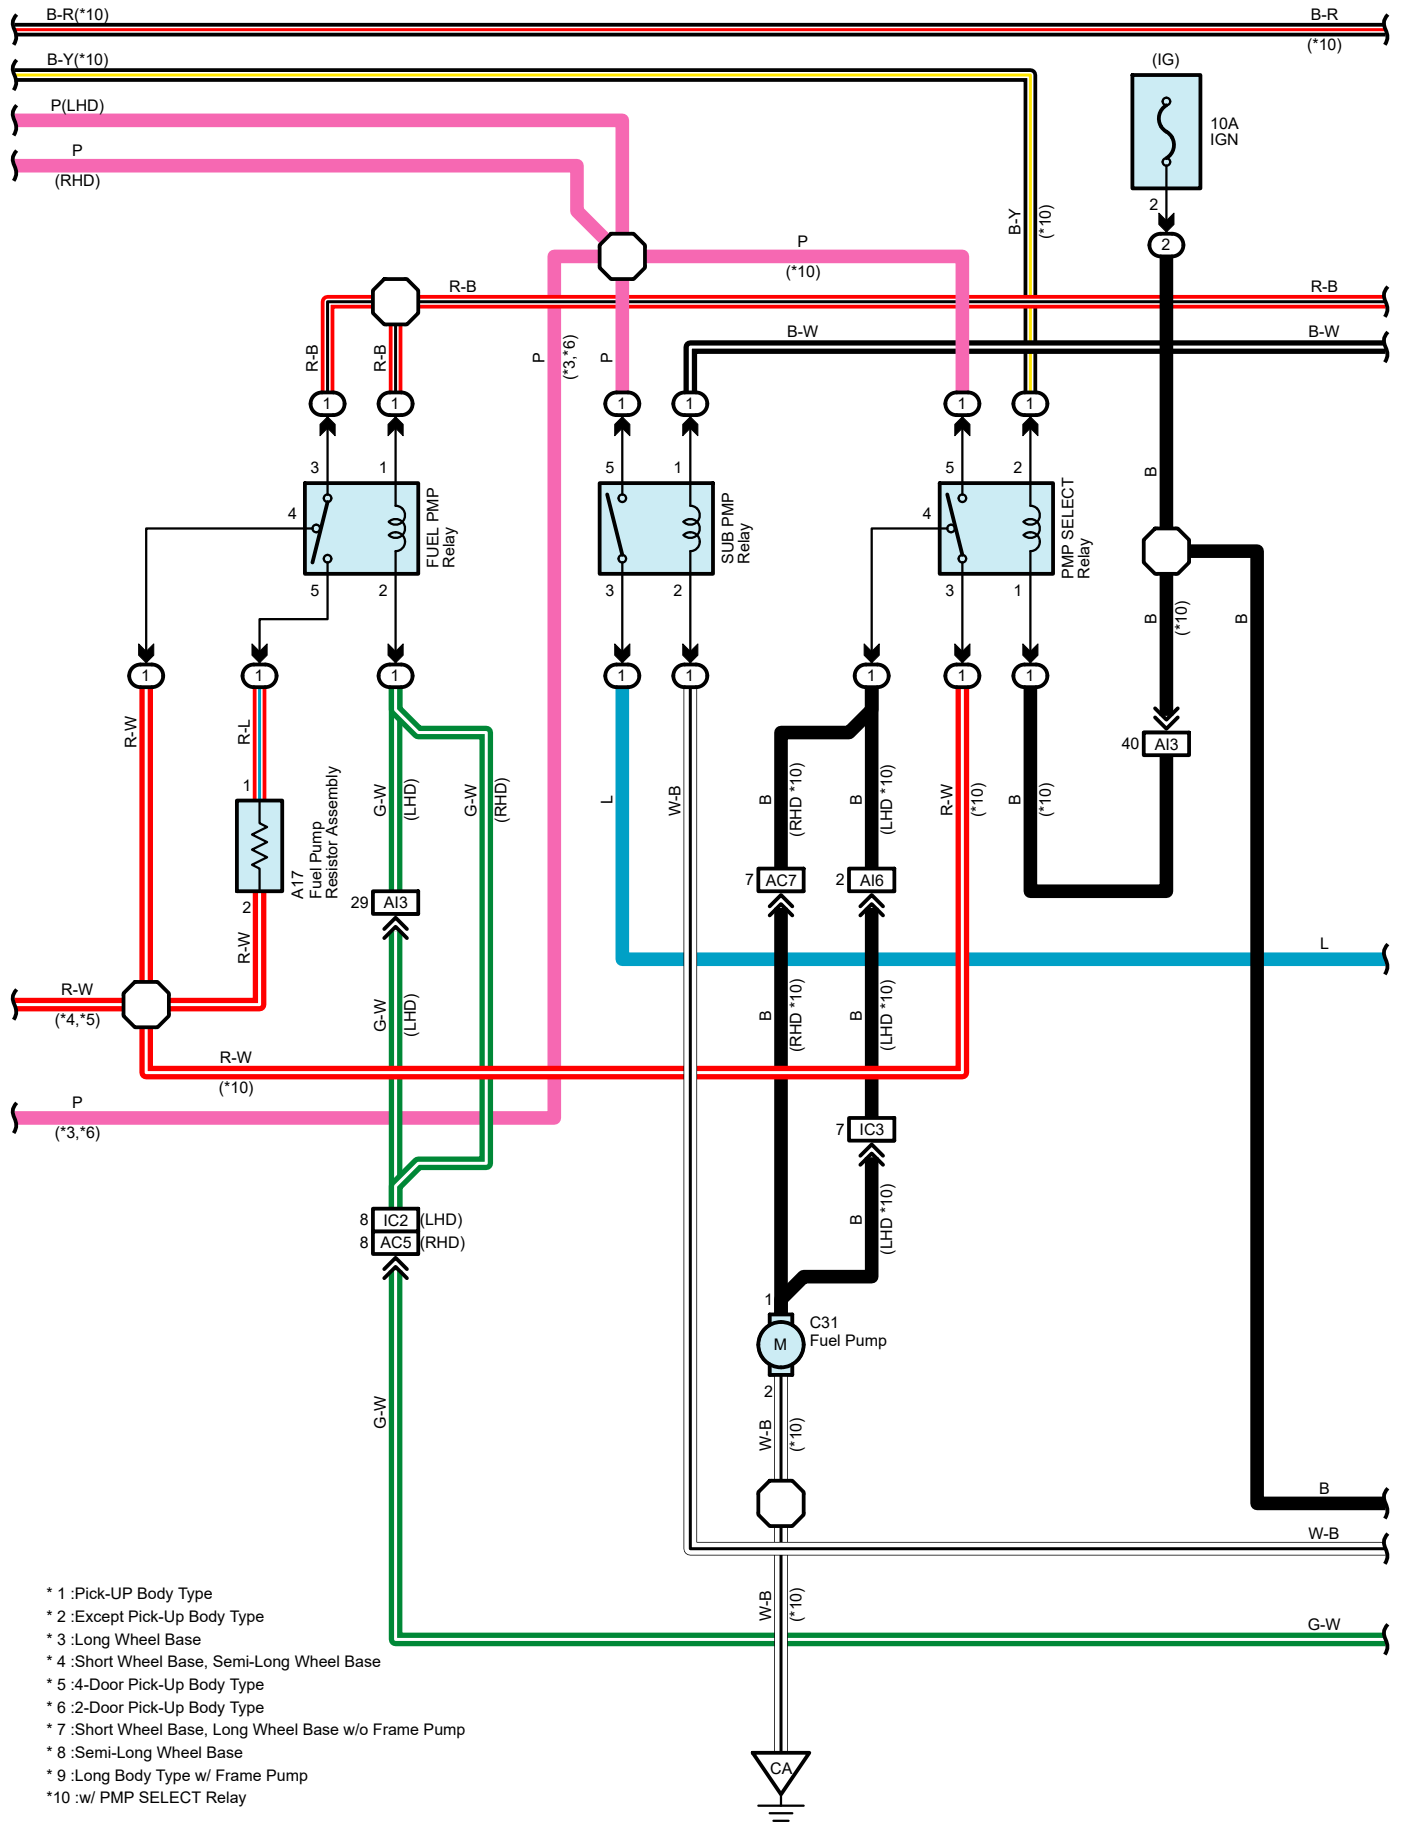 B-R(*10)
B-R
(*10)
B-Y(*10)
(IG)
P(LHD)
10A
IGN
P
(RHD)
2
B-Y
(*10)
2
P
(*10)
R-B
R-B
B-W
B-W
R-B
R-B
P
(*3,*6)
P
1
1
1
1
1
1
B
3
1
5
1
5
2
4
FUEL PMP
Relay
SUB PMP
Relay
4
PMP SELECT
Relay
5
2
3
2
3
1
B
(*10)
B
1
1
1
1
1
1
1
1
R-W
R-L
40
AI3
1
G-W
(LHD)
G-W
(RHD)
L
W-B
B
(RHD *10)
B
(LHD *10)
R-W
(*10)
B
(*10)
A17
Fuel Pump
Resistor Assembly
7
AC7
2
AI6
2
29
AI3
R-W
L
R-W
(*4,*5)
G-W
(LHD)
B
(RHD *10)
B
(LHD *10)
R-W
(*10)
P
(*3,*6)
7
IC3
8
IC2
(LHD)
8
AC5
(RHD)
B
(LHD *10)
1
C31
Fuel Pump
M
2
G-W
W-B
(*10)
B
W-B
W-B
(*10)
G-W
* 1 :Pick-UP Body Type
* 2 :Except Pick-Up Body Type
* 3 :Long Wheel Base
* 4 :Short Wheel Base, Semi-Long Wheel Base
* 5 :4-Door Pick-Up Body Type
* 6 :2-Door Pick-Up Body Type
* 7 :Short Wheel Base, Long Wheel Base w/o Frame Pump
* 8 :Semi-Long Wheel Base
* 9 :Long Body Type w/ Frame Pump
*10 :w/ PMP SELECT Relay
CA